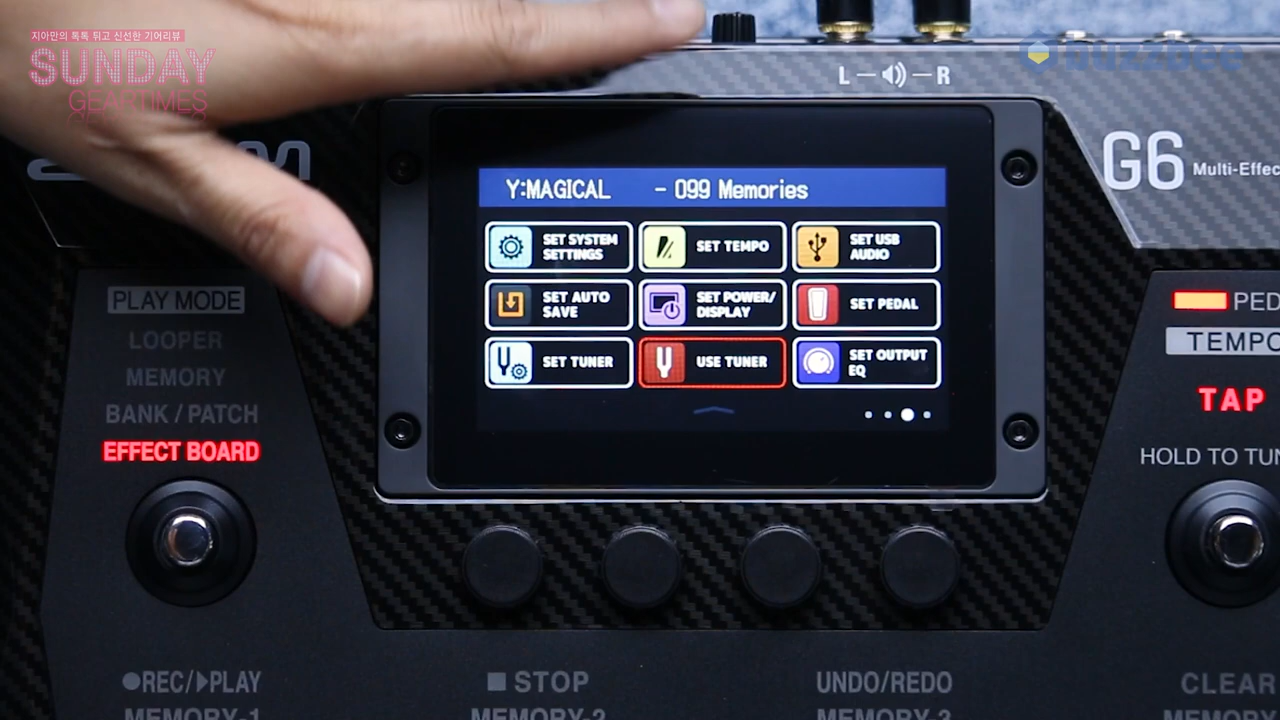 지아만의 톡톡 튀고 신선한 기어리뷰
SUNDAY
GEARTIMES
buzzbee
L
R
G6 Multi-Effec
Y:MAGICAL - 099 Memories
SET SYSTEM SETTINGS
SET TEMPO
SET USB AUDIO
SET AUTO SAVE
SET POWER/ DISPLAY
SET PEDAL
SET TUNER
USE TUNER
SET OUTPUT EQ
PLAY MODE
LOOPER
MEMORY
BANK / PATCH
EFFECT BOARD
PED
TEMPO
TAP
HOLD TO TUN
REC/PLAY
MEMORY-1
STOP
MEMORY-2
UNDO/REDO
MEMORY-3
CLEAR
MEMORY